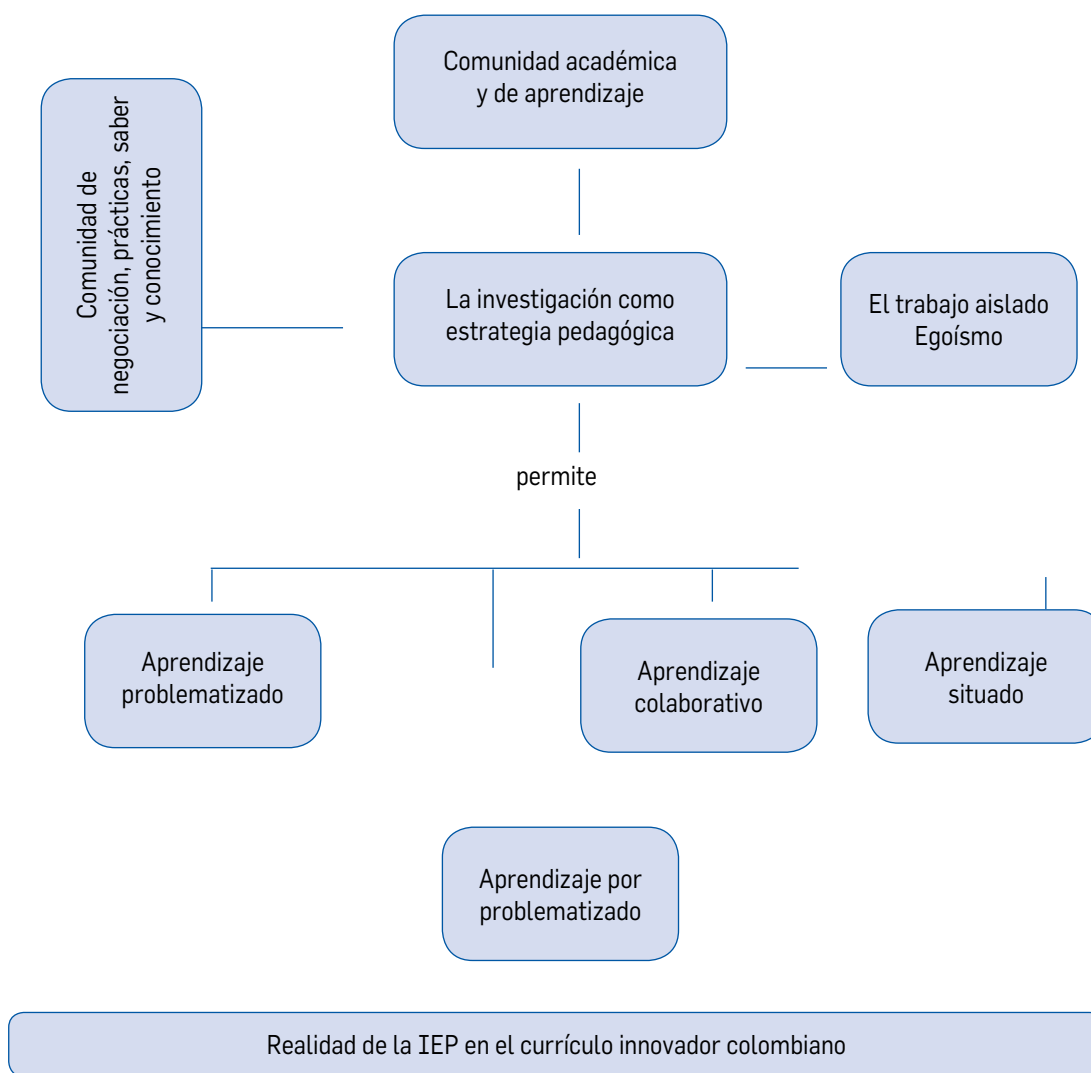 Comunidad académica
y de aprendizaje
Comunidad de
negociación, prácticas, saber
y conocimiento
La investigación como
estrategia pedagógica
El trabajo aislado
Egoísmo
permite
Aprendizaje
problematizado
Aprendizaje
colaborativo
Aprendizaje
situado
Aprendizaje por
problematizado
Realidad de la IEP en el currículo innovador colombiano